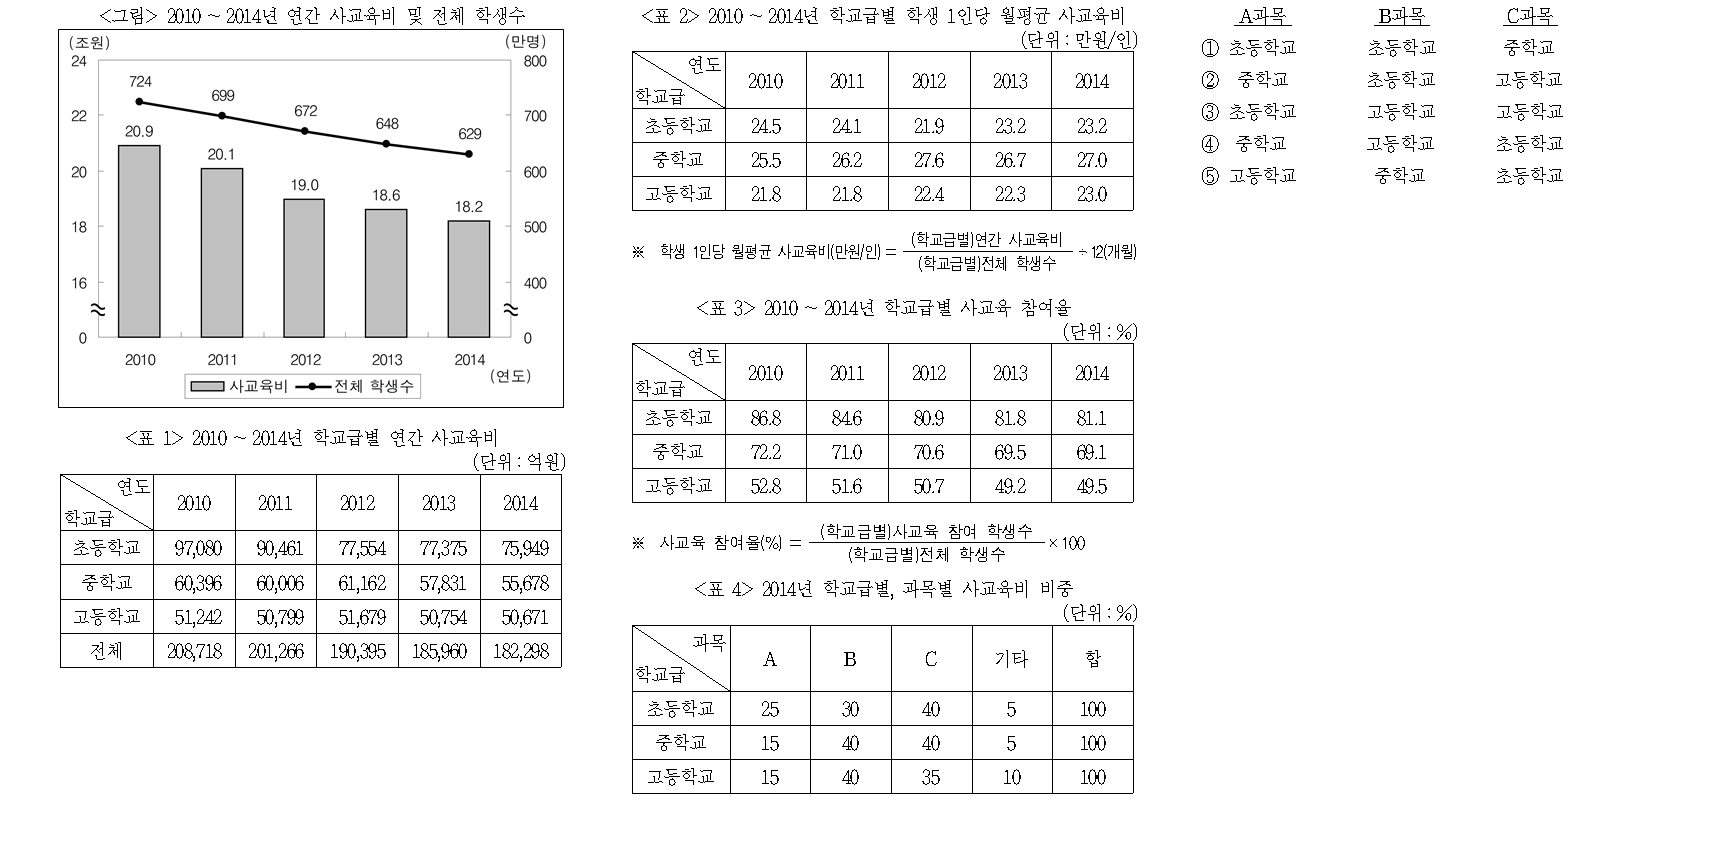 <그림> 2010 ~ 2014년 연간 사교육비 및 전체 학생수
(조원) (만명)
24 800
724
699
22 672 700
20.9 648
629
20.1
20 600
19.0
18.6
18.2
18 500
16 400
0 0
2010 2011 2012 2013 2014
(연도)
사교육비 전체 학생수
<표 1> 2010 ~ 2014년 학교급별 연간 사교육비
(단위 : 억원)
연도
학교급 2010 2011 2012 2013 2014
초등학교 97,080 90,461 77,554 77,375 75,949
중학교 60,396 60,006 61,162 57,831 55,678
고등학교 51,242 50,799 51,679 50,754 50,671
전체 208,718 201,266 190,395 185,960 182,298
<표 2> 2010 ~ 2014년 학교급별 학생 1인당 월평균 사교육비
(단위 : 만원/인)
연도
학교급 2010 2011 2012 2013 2014
초등학교 24.5 24.1 21.9 23.2 23.2
중학교 25.5 26.2 27.6 26.7 27.0
고등학교 21.8 21.8 22.4 22.3 23.0
※ 학생 1인당 월평균 사교육비(만원/인) = (학교급별)연간 사교육비 ÷ 12(개월)
(학교급별)전체 학생수
<표 3> 2010 ~ 2014년 학교급별 사교육 참여율
(단위 : %)
연도
학교급 2010 2011 2012 2013 2014
초등학교 86.8 84.6 80.9 81.8 81.1
중학교 72.2 71.0 70.6 69.5 69.1
고등학교 52.8 51.6 50.7 49.2 49.5
※ 사교육 참여율(%) = (학교급별)사교육 참여 학생수 × 100
(학교급별)전체 학생수
<표 4> 2014년 학교급별, 과목별 사교육비 비중
(단위 : %)
과목
학교급 A B C 기타 합
초등학교 25 30 40 5 100
중학교 15 40 40 5 100
고등학교 15 40 35 10 100
A과목 B과목 C과목
① 초등학교 초등학교 중학교
② 중학교 초등학교 고등학교
③ 초등학교 고등학교 고등학교
④ 중학교 고등학교 초등학교
⑤ 고등학교 중학교 초등학교